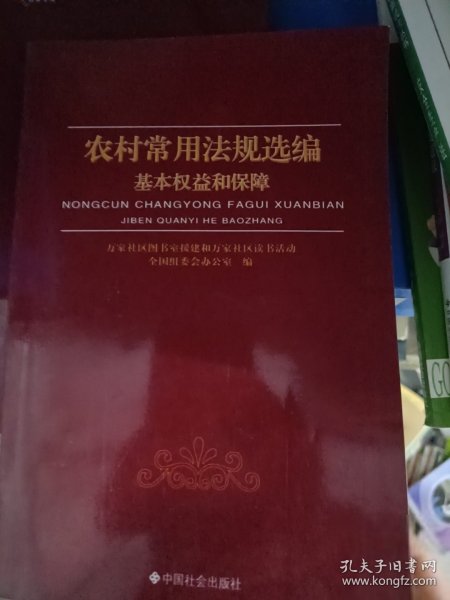 农村常用法规选编
基本权益和保障
NONGCUN CHANGYONG FAGUI XUANBIAN
JIBEN QUANYI HE BAOZHANG
万家社区图书室援建和万家社区读书活动
全国组委会办公室 编
中国社会出版社
GO
孔夫子旧书网
www.kongfz.com